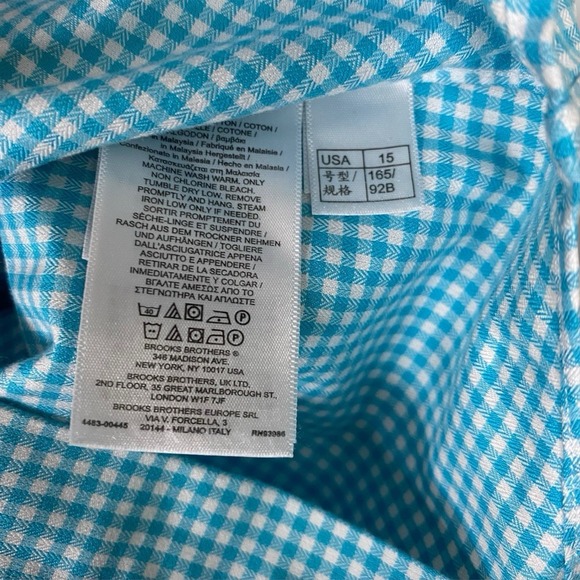 COTTON /
COTONE /
ALGODON / βαμβάκι
in Malaysia / Fabriqué en Malaisie
in Malaysia Hergestellt /
Confezionato in Malesia / Hecho en Malasia
Κατασκευάζεται στη Μαλαισία
MACHINE WASH WARM. ONLY
NON CHLORINE BLEACH.
TUMBLE DRY LOW. REMOVE
PROMPTLY AND HANG. STEAM
IRON LOW ONLY IF NEEDED.
SORTIR PROMPTEMENT DU
SÈCHE-LINGE ET SUSPENDRE /
RASCH AUS DEM TROCKNER NEHMEN
UND AUFHÄNGEN / TOGLIERE
DALL'ASCIUGATRICE APPENA
ASCIUTTO E APPENDERE /
RETIRAR DE LA SECADORA
INMEDIATAMENTE Y COLGAR /
ΒΓΑΛΤΕ ΑΜΕΣΩΣ ΑΠΟ ΤΟ
ΣΤΕΓΝΩΤΗΡΑ ΚΑΙ ΑΠΛΩΣΤΕ
40 P
P
BROOKS BROTHERS ®
346 MADISON AVE.
NEW YORK, NY 10017 USA
BROOKS BROTHERS, UK LTD.
2ND FLOOR, 35 GREAT MARLBOROUGH ST.
LONDON W1F 7JF
BROOKS BROTHERS EUROPE SRL
VIA V. FORCELLA, 3
4483-00445 20144 - MILANO ITALY RN83086
USA 15
号型/ 165/
规格 92B